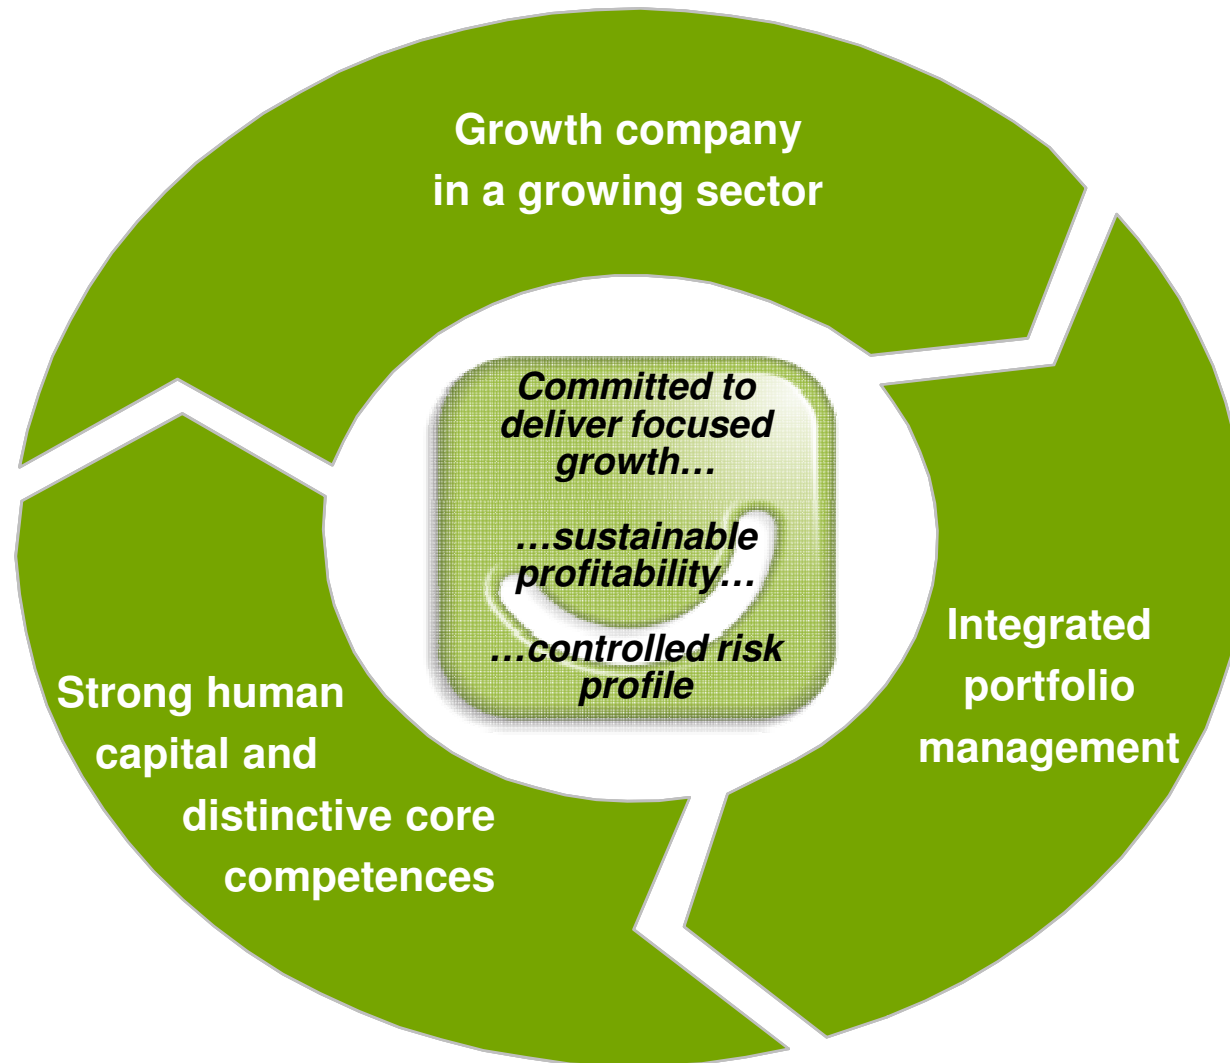 Growth company
in a growing sector
Committed to
deliver focused
growth…
…sustainable
profitability…
…controlled risk
profile
Integrated
portfolio
management
Strong human
capital and
distinctive core
competences